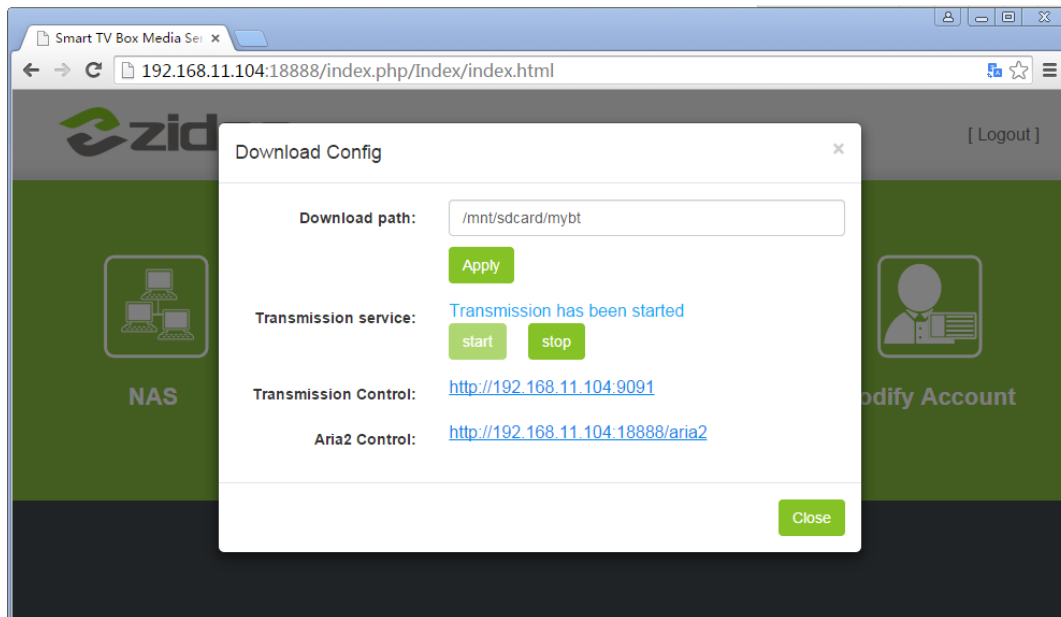 Smart TV Box Media Ser
192.168.11.104:18888/index.php/Index/index.html
[ Logout ]
Download Config
Download path:
/mnt/sdcard/mybt
Apply
Transmission service:
Transmission has been started
start
stop
Transmission Control:
http://192.168.11.104:9091
Aria2 Control:
http://192.168.11.104:18888/aria2
NAS
odify Account
Close